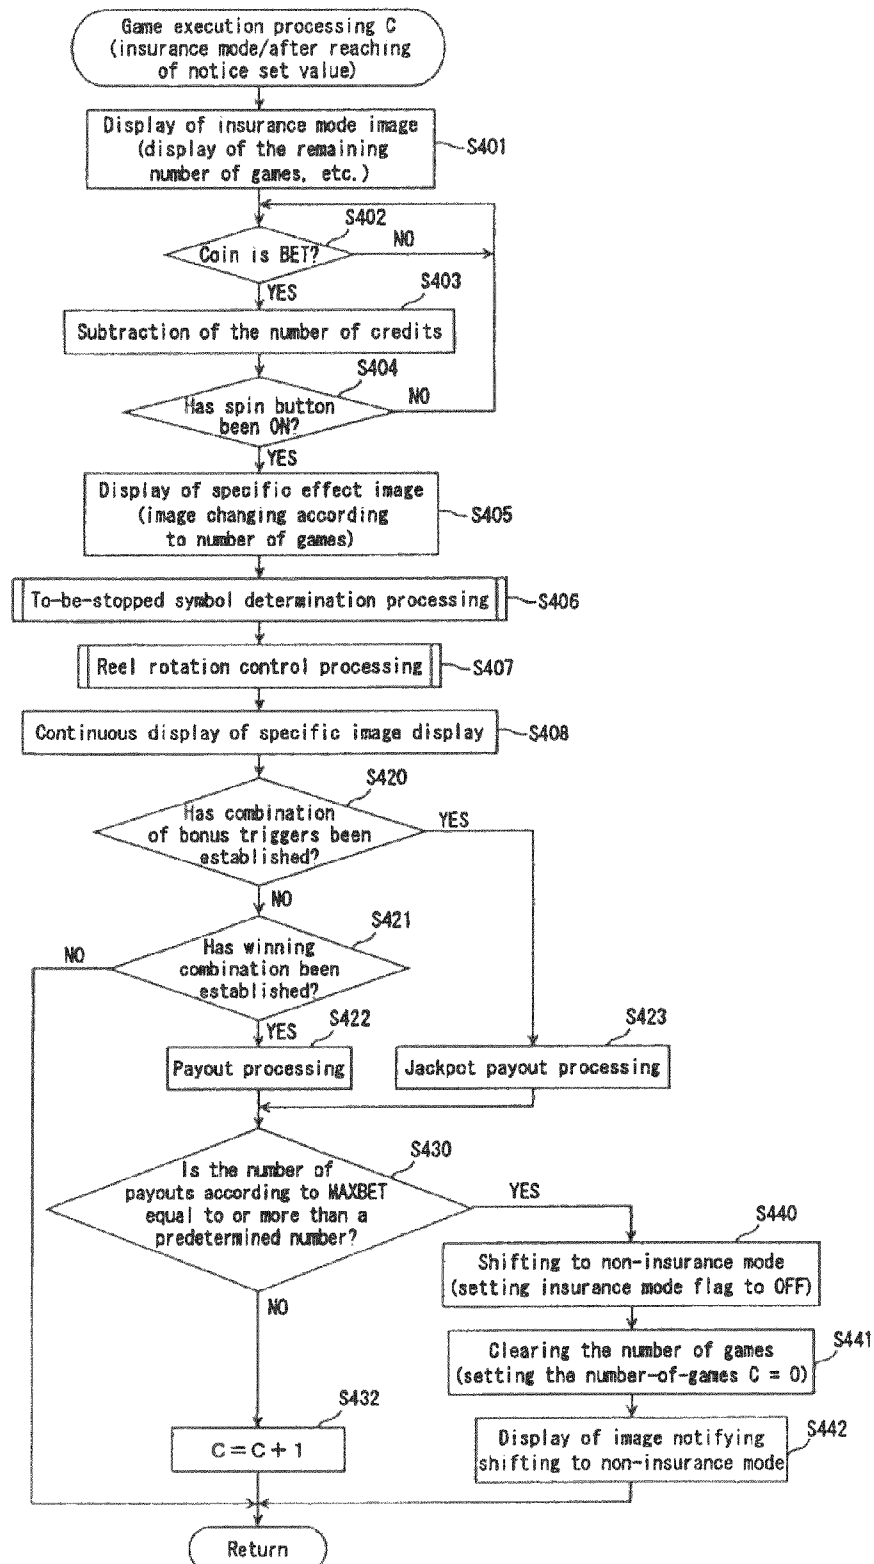 Game execution processing C
(insurance mode/after reaching
of notice set value)
Display of insurance mode image
(display of the remaining
number of games, etc.)
S401
S402
Coin is BET?
NO
YES
S403
Subtraction of the number of credits
S404
Has spin button
been ON?
NO
YES
Display of specific effect image
(image changing according
to number of games)
S405
To-be-stopped symbol determination processing
S406
Reel rotation control processing
S407
Continuous display of specific image display
S408
S420
Has combination
of bonus triggers been
established?
YES
NO
S421
NO
Has winning
combination been
established?
YES
S422
Payout processing
S423
Jackpot payout processing
S430
Is the number of
payouts according to MAXBET
equal to or more than a
predetermined number?
YES
NO
S440
Shifting to non-insurance mode
(setting insurance mode flag to OFF)
S441
Clearing the number of games
(setting the number-of-games C = 0)
S432
C=C+1
S442
Display of image notifying
shifting to non-insurance mode
Return